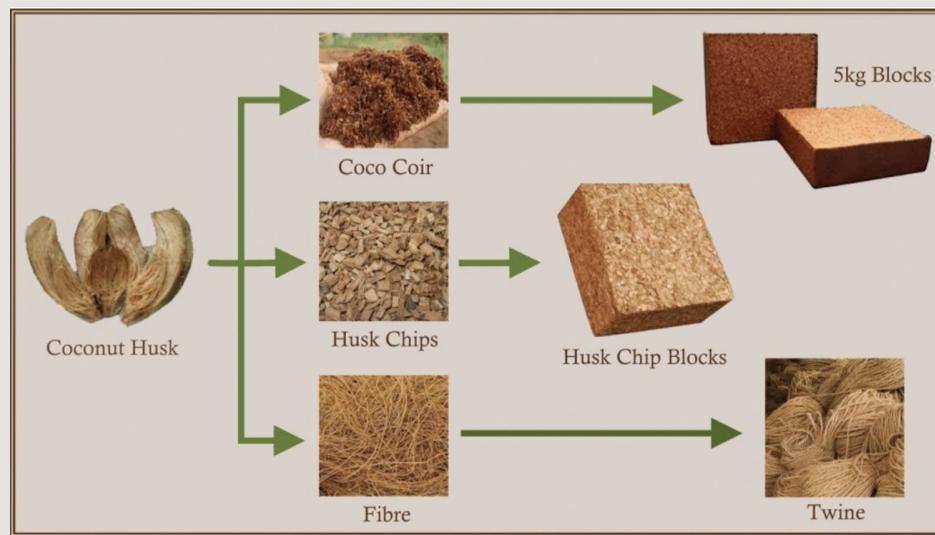 Coconut Husk
Coco Coir
5kg Blocks
Husk Chips
Husk Chip Blocks
Fibre
Twine